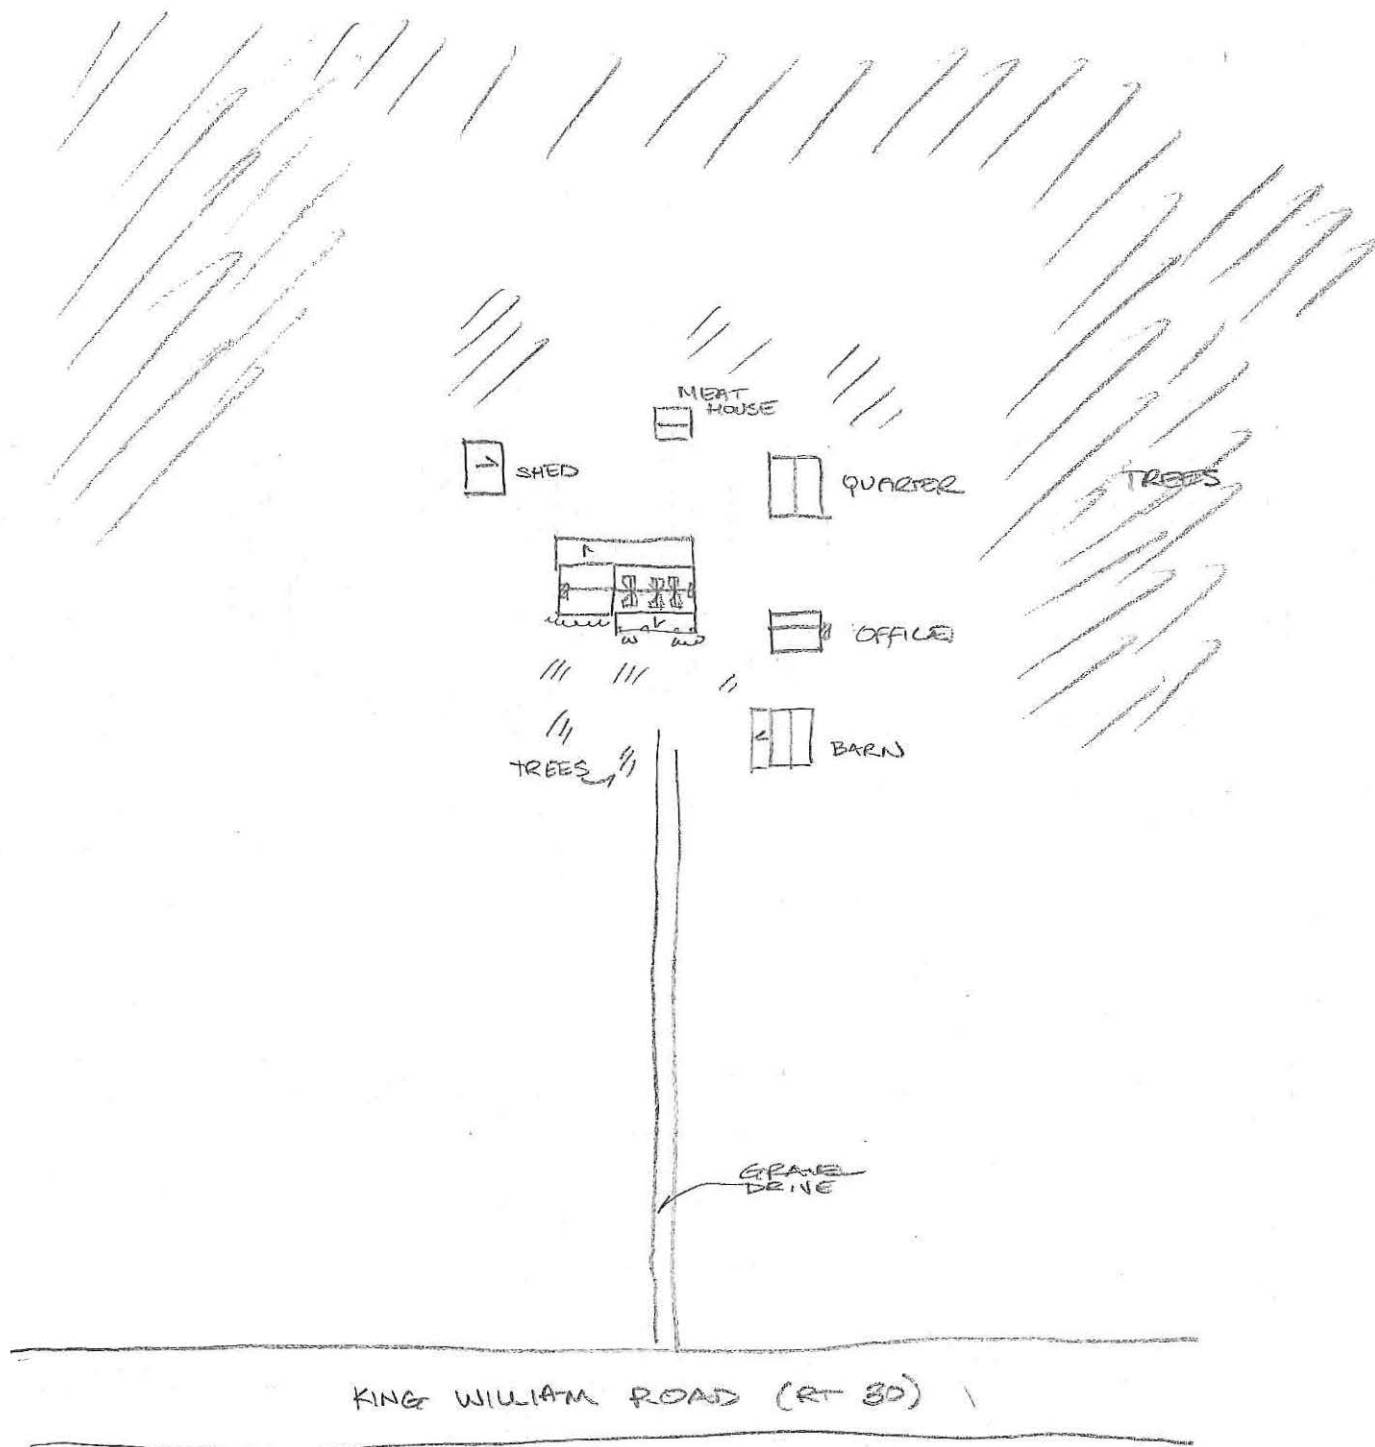 MEAT
HOUSE
SHED
QUARTER
TREES
OFFICE
BARN
TREES
GRAVEL
DRIVE
KING WILLIAM ROAD (RT 30)